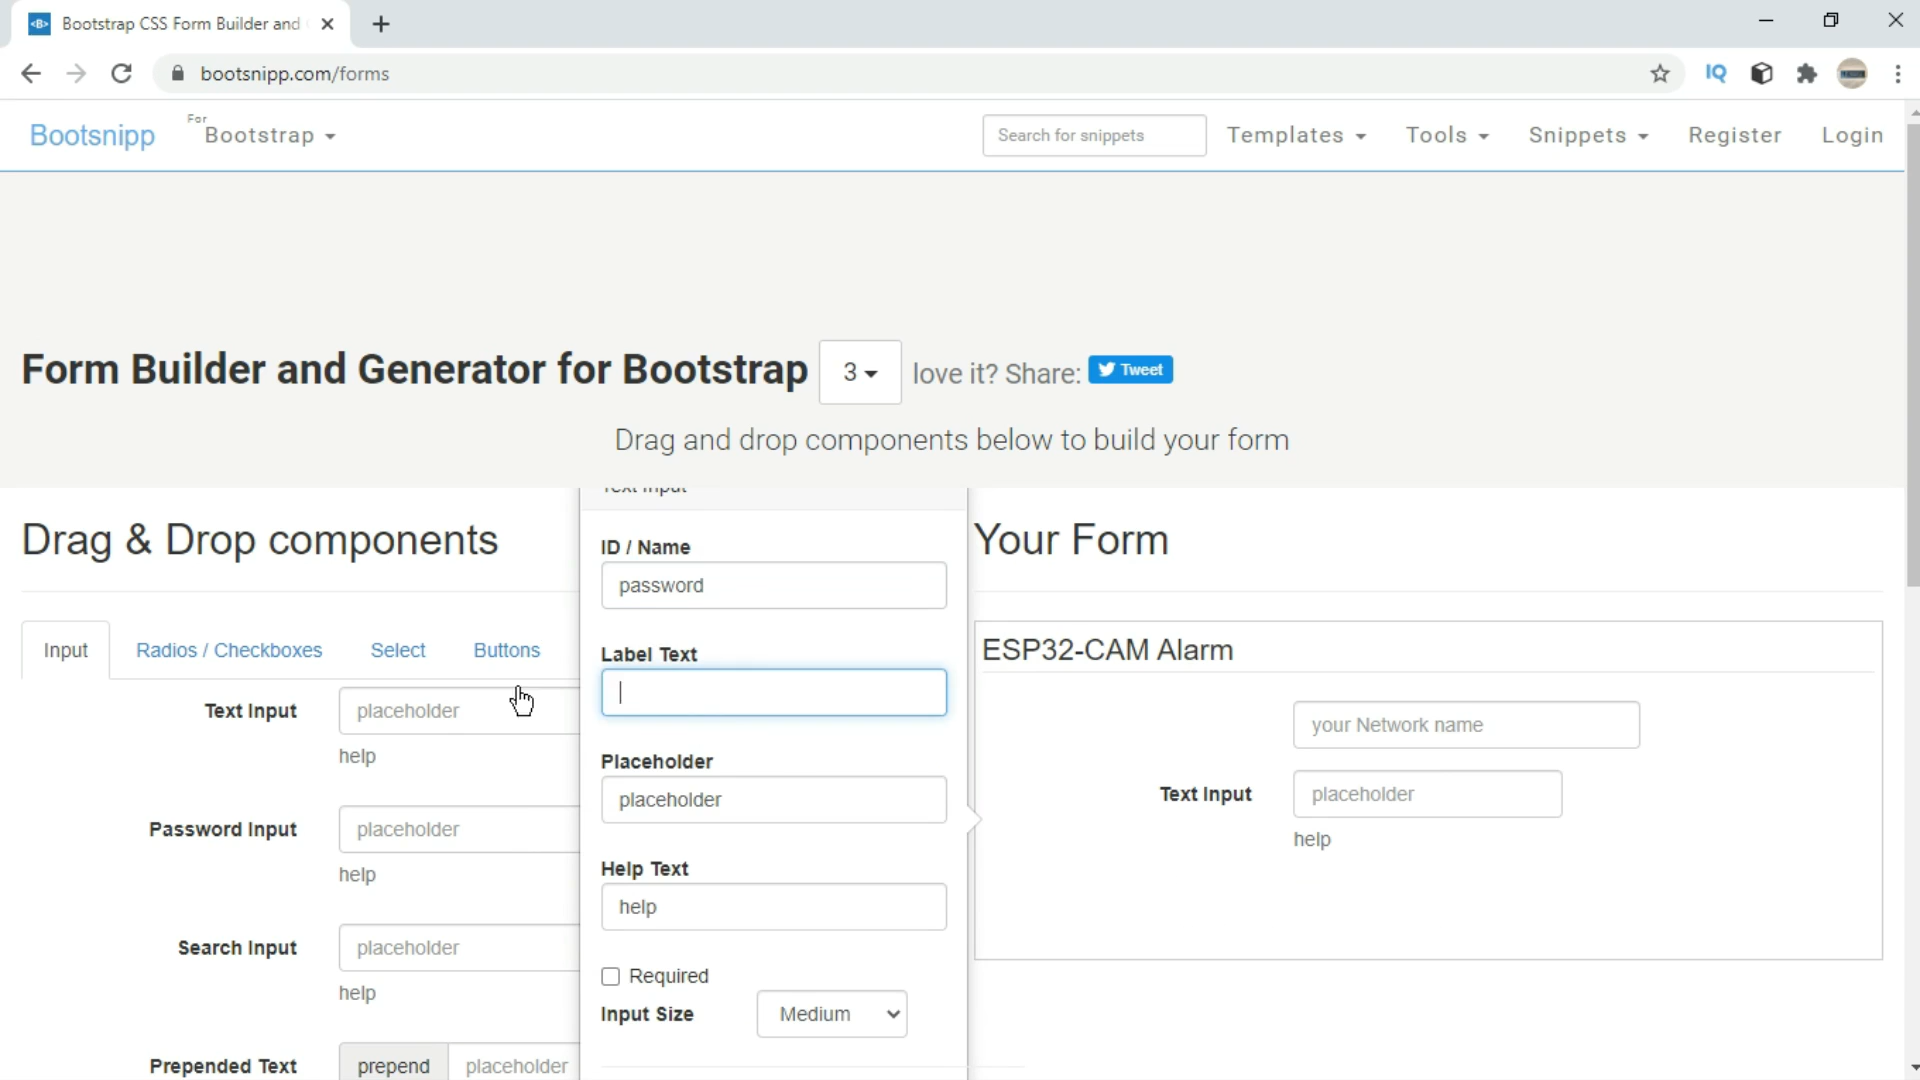 Bootstrap CSS Form Builder and
bootsnipp.com/forms
IQ
Bootsnipp
For
Bootstrap
Search for snippets
Templates
Tools
Snippets
Register
Login
Form Builder and Generator for Bootstrap
3
love it? Share:
Tweet
Drag and drop components below to build your form
Drag & Drop components
Text Input
Your Form
Input
Radios / Checkboxes
Select
Buttons
Text Input
placeholder
help
Password Input
placeholder
help
Search Input
placeholder
help
Prepended Text
prepend
placeholder
ID / Name
password
Label Text
Placeholder
placeholder
Help Text
help
Required
Input Size
Medium
ESP32-CAM Alarm
your Network name
Text Input
placeholder
help